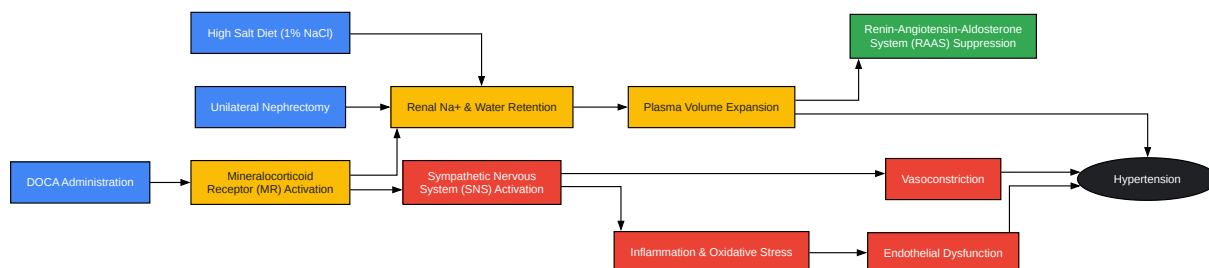 High Salt Diet (1% NaCl)
Renin-Angiotensin-Aldosterone
System (RAAS) Suppression
Unilateral Nephrectomy
Renal Na+ & Water Retention
Plasma Volume Expansion
DOCA Administration
Mineralocorticoid
Receptor (MR) Activation
Sympathetic Nervous
System (SNS) Activation
Vasoconstriction
Hypertension
Inflammation & Oxidative Stress
Endothelial Dysfunction